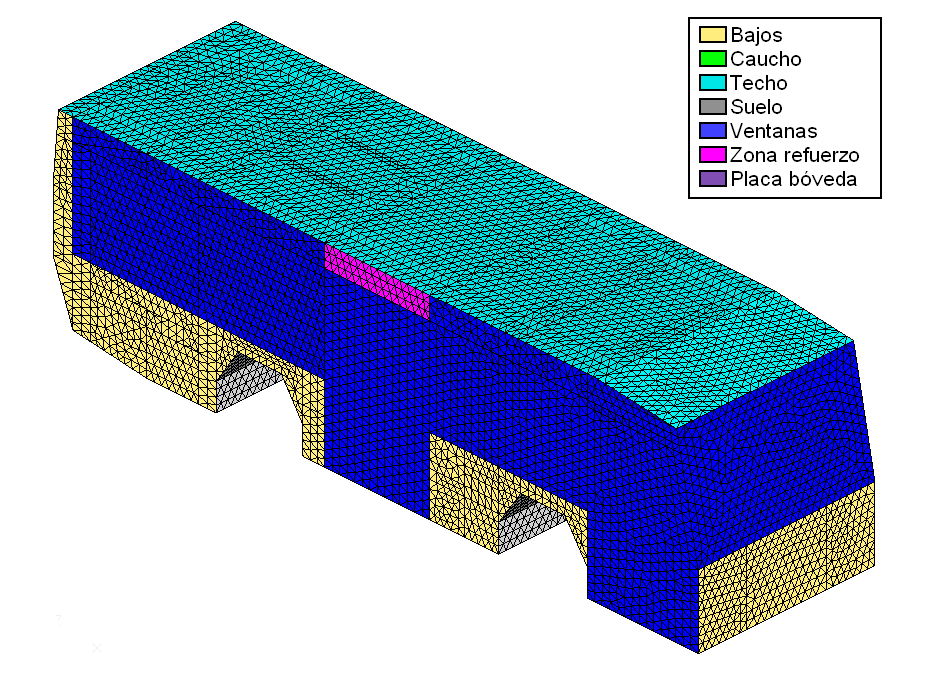 Bajos
Caucho
Techo
Suelo
Ventanas
Zona refuerzo
Placa bóveda